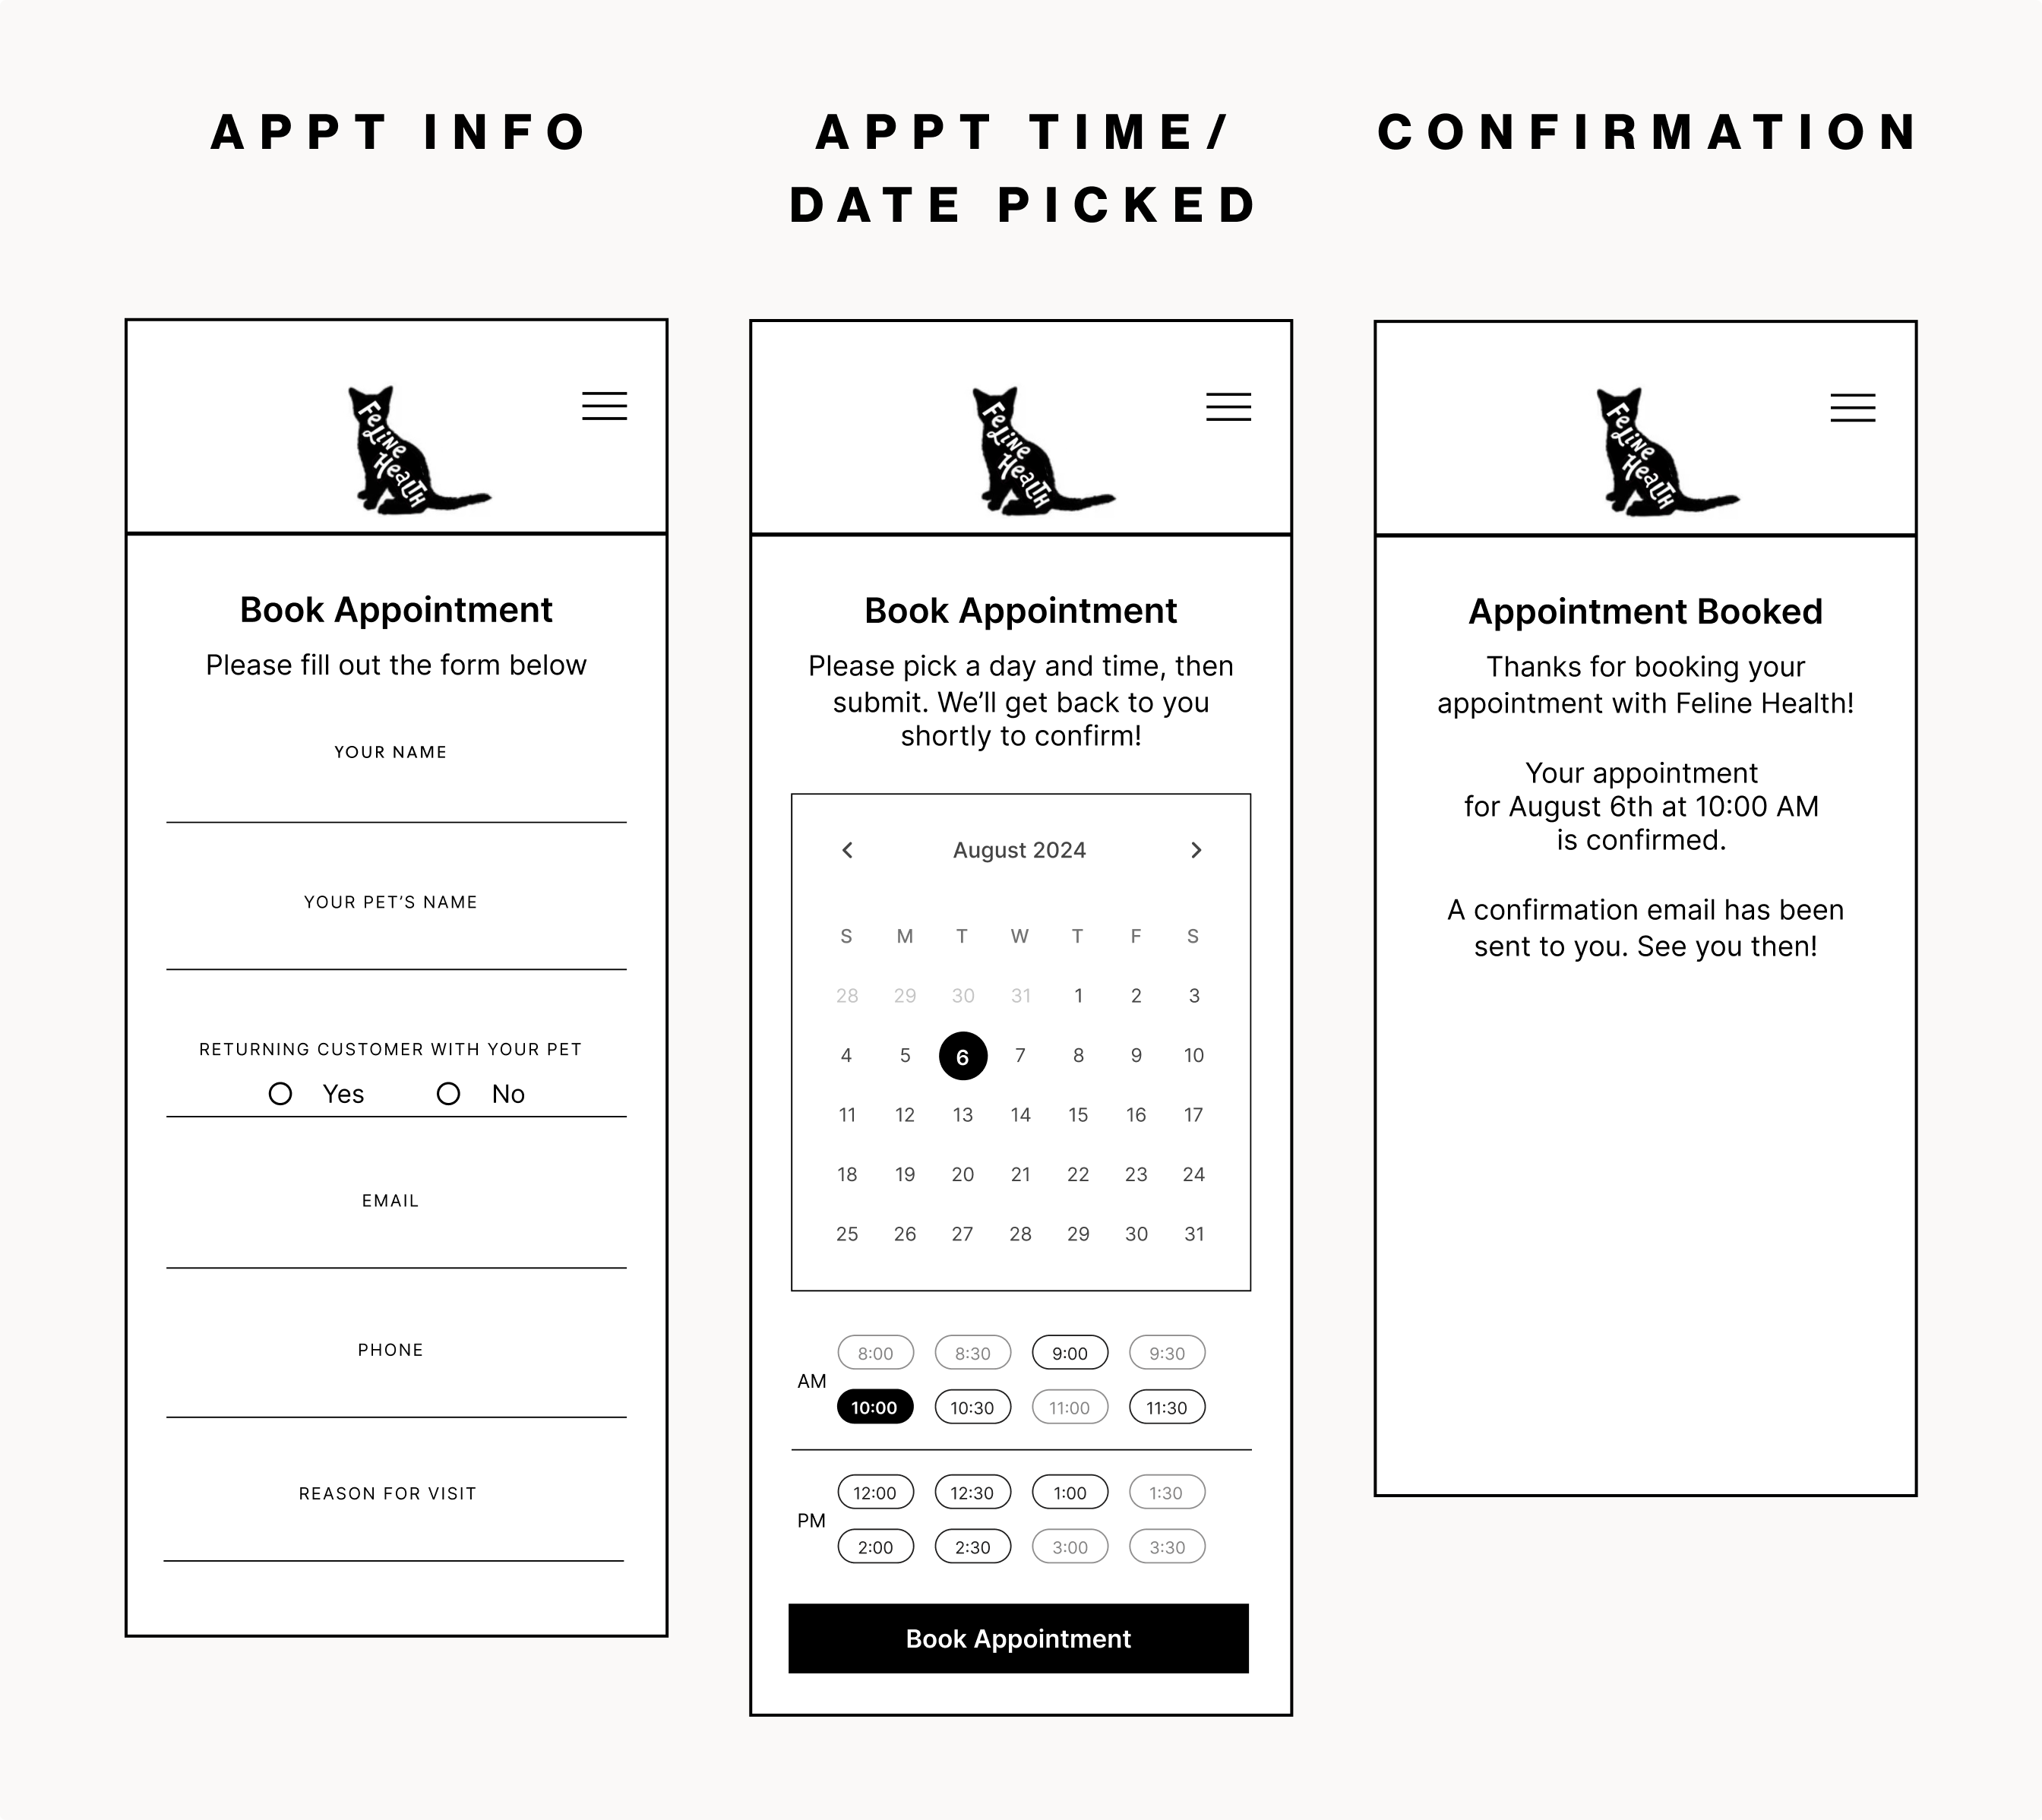 APPT INFO
Feline
Health
Book Appointment
Please fill out the form below
YOUR NAME
YOUR PET’S NAME
RETURNING CUSTOMER WITH YOUR PET
Yes No
EMAIL
PHONE
REASON FOR VISIT
APPT TIME/
DATE PICKED
Feline
Health
Book Appointment
Please pick a day and time, then
submit. We’ll get back to you
shortly to confirm!
August 2024
S M T W T F S
28 29 30 31 1 2 3
4 5 6 7 8 9 10
11 12 13 14 15 16 17
18 19 20 21 22 23 24
25 26 27 28 29 30 31
AM
8:00 8:30 9:00 9:30
10:00 10:30 11:00 11:30
PM
12:00 12:30 1:00 1:30
2:00 2:30 3:00 3:30
Book Appointment
CONFIRMATION
Feline
Health
Appointment Booked
Thanks for booking your
appointment with Feline Health!
Your appointment
for August 6th at 10:00 AM
is confirmed.
A confirmation email has been
sent to you. See you then!